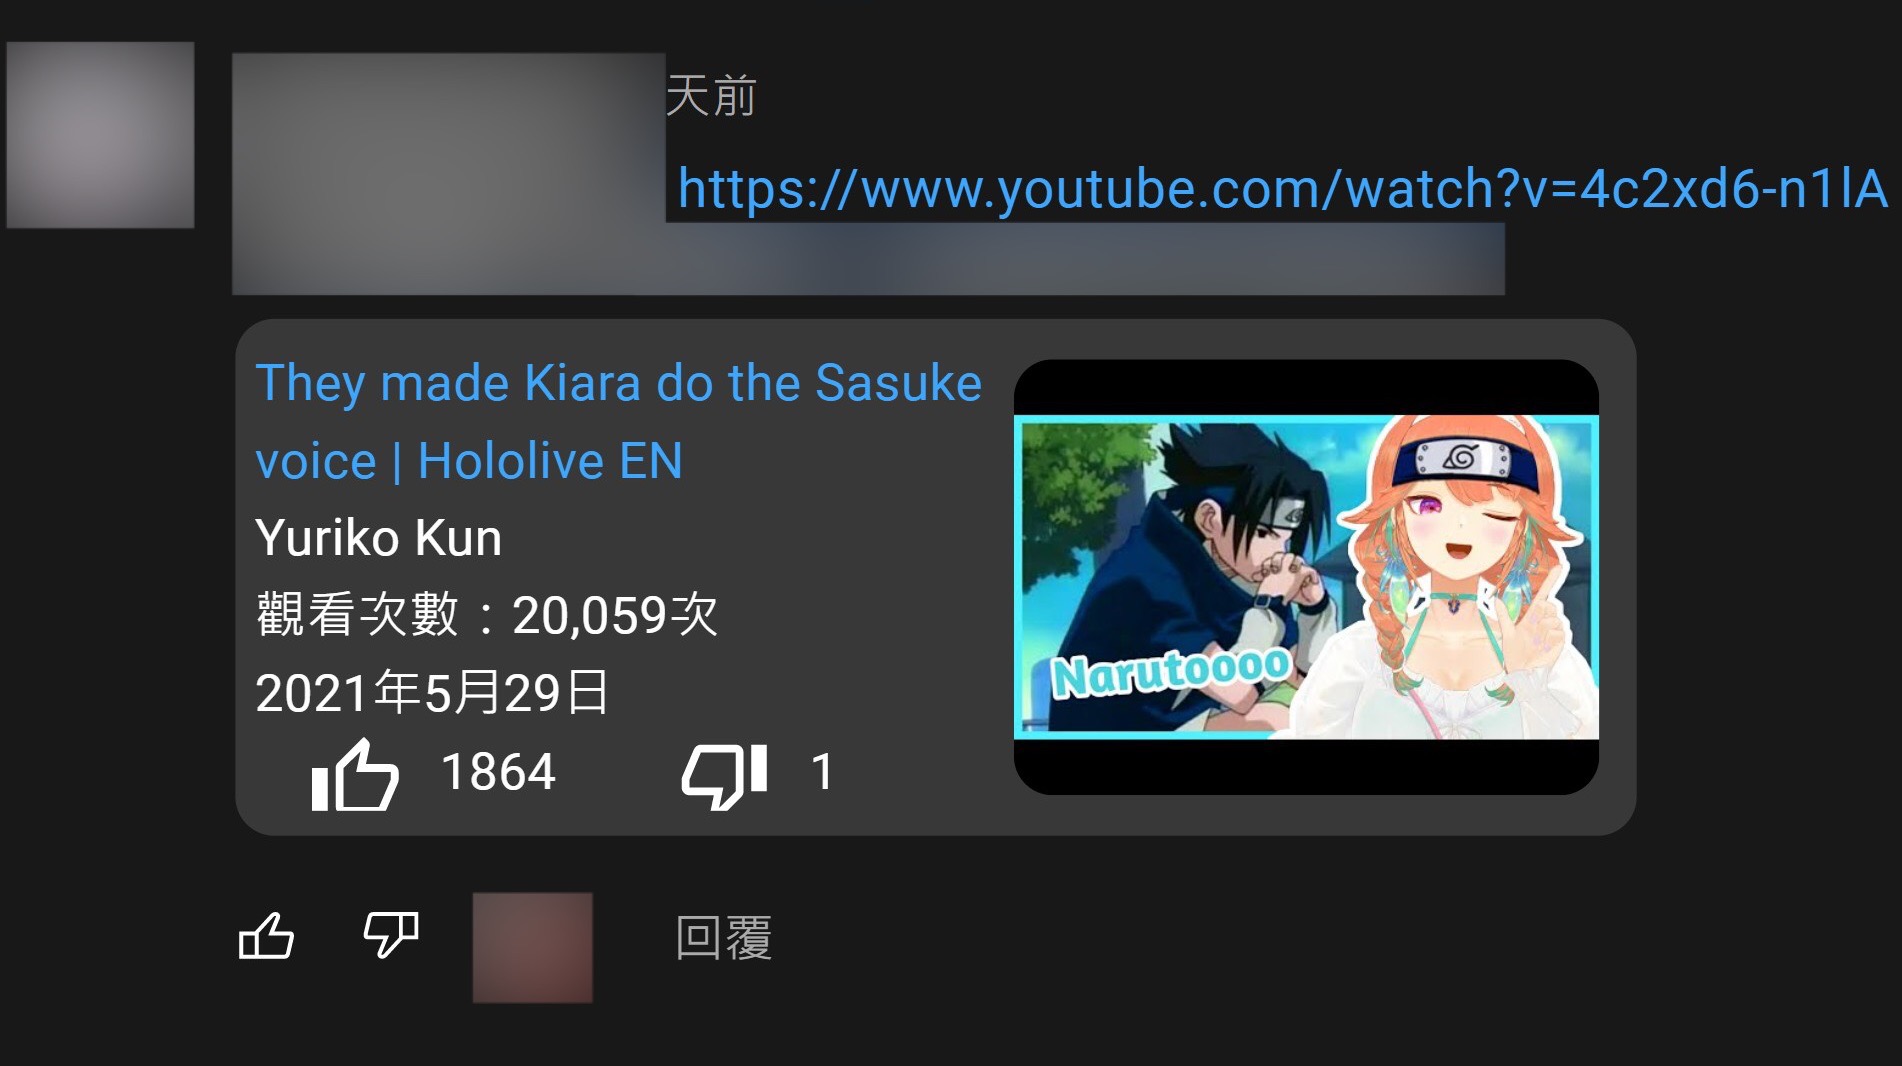 天前
https://www.youtube.com/watch?v=4c2xd6-n1lA
They made Kiara do the Sasuke
voice | Hololive EN
Yuriko Kun
觀看次數：20,059次
2021年5月29日
1864 1
Narutoooo
回覆